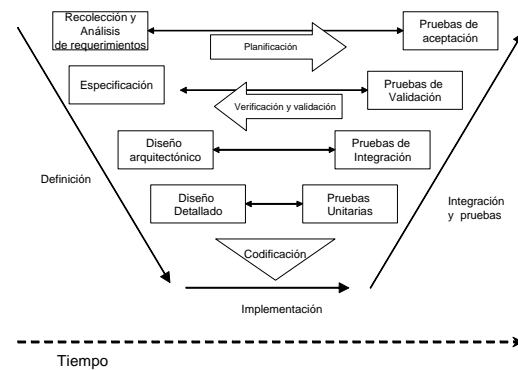 Recolección y
Análisis
de requerimientos
Pruebas de
aceptación
Planificación
Especificación
Pruebas de
Validación
Verificación y validación
Diseño
arquitectónico
Pruebas de
Integración
Definición
Diseño
Detallado
Pruebas
Unitarias
Integración
y pruebas
Codificación
Implementación
Tiempo